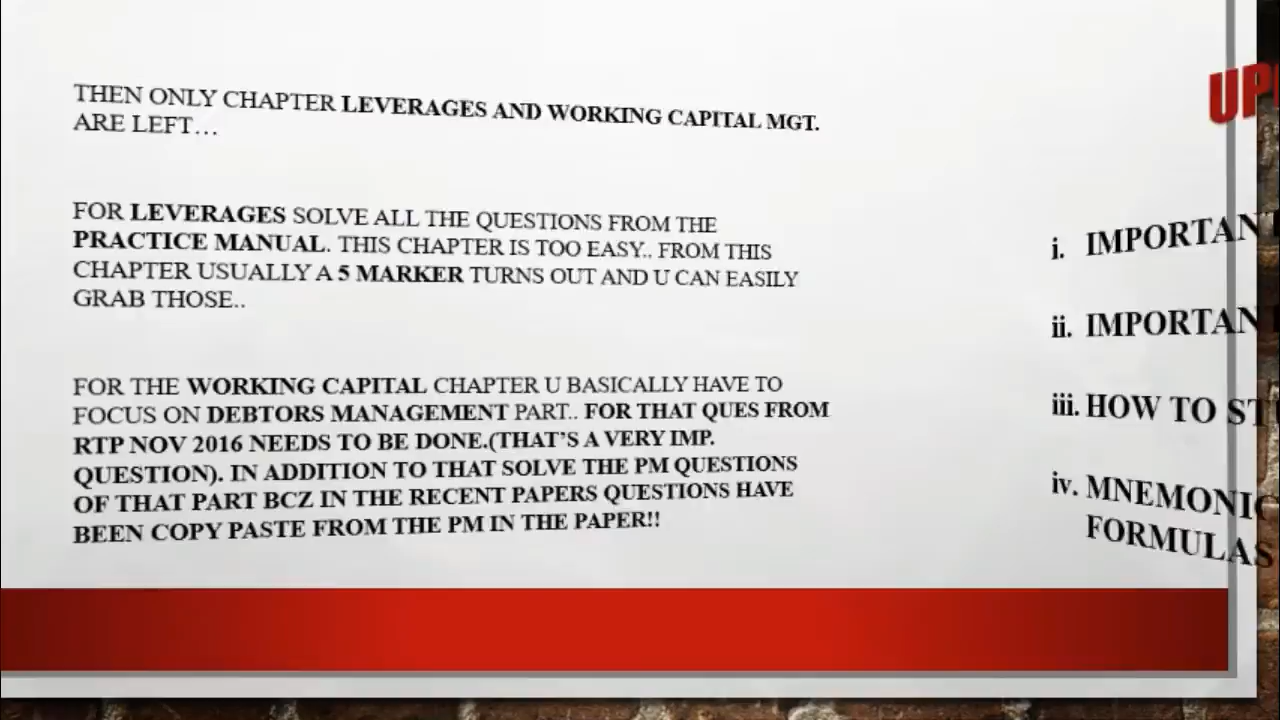 THEN ONLY CHAPTER LEVERAGES AND WORKING CAPITAL MGT.
ARE LEFT...
FOR LEVERAGES SOLVE ALL THE QUESTIONS FROM THE
PRACTICE MANUAL. THIS CHAPTER IS TOO EASY.. FROM THIS
CHAPTER USUALLY A 5 MARKER TURNS OUT AND U CAN EASILY
GRAB THOSE..
FOR THE WORKING CAPITAL CHAPTER U BASICALLY HAVE TO
FOCUS ON DEBTORS MANAGEMENT PART.. FOR THAT QUES FROM
RTP NOV 2016 NEEDS TO BE DONE.(THAT'S A VERY IMP.
QUESTION). IN ADDITION TO THAT SOLVE THE PM QUESTIONS
OF THAT PART BCZ IN THE RECENT PAPERS QUESTIONS HAVE
BEEN COPY PASTE FROM THE PM IN THE PAPER!!
UP
i. IMPORTAN
ii. IMPORTAN
iii. HOW TO ST
iv. MNEMONIC
FORMULAS